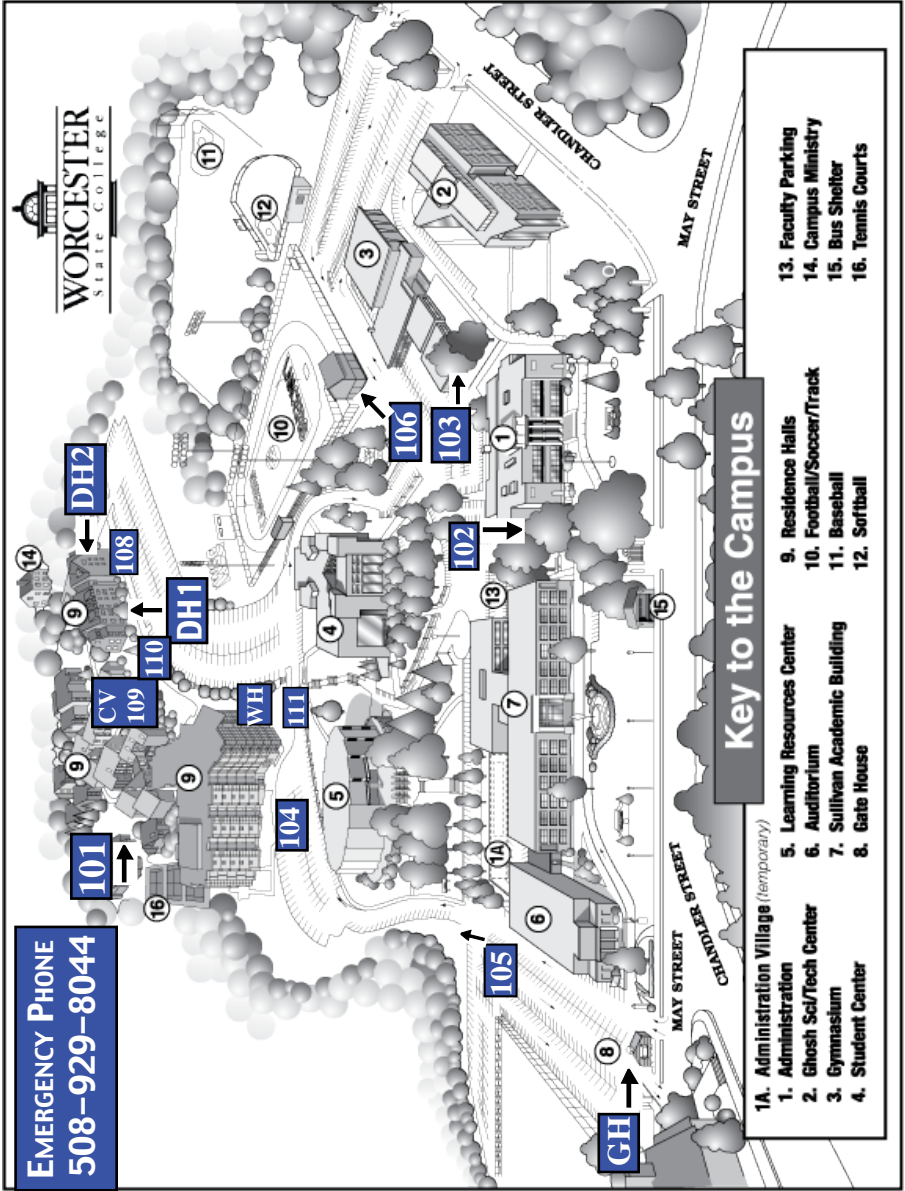 EMERGENCY PHONE
508–929–8044
WORCESTER
State College
101
DH2
108
DH1
110
CV
109
WH
111
104
105
106
103
102
GH
14
9
9
9
16
11
12
10
3
2
4
5
1
13
7
1A
6
15
8
CHANDLER STREET
MAY STREET
MAY STREET
CHANDLER STREET
Key to the Campus
1A. Administration Village (temporary)
1. Administration
2. Ghosh Sci/Tech Center
3. Gymnasium
4. Student Center
5. Learning Resources Center
6. Auditorium
7. Sullivan Academic Building
8. Gate House
9. Residence Halls
10. Football/Soccer/Track
11. Baseball
12. Softball
13. Faculty Parking
14. Campus Ministry
15. Bus Shelter
16. Tennis Courts